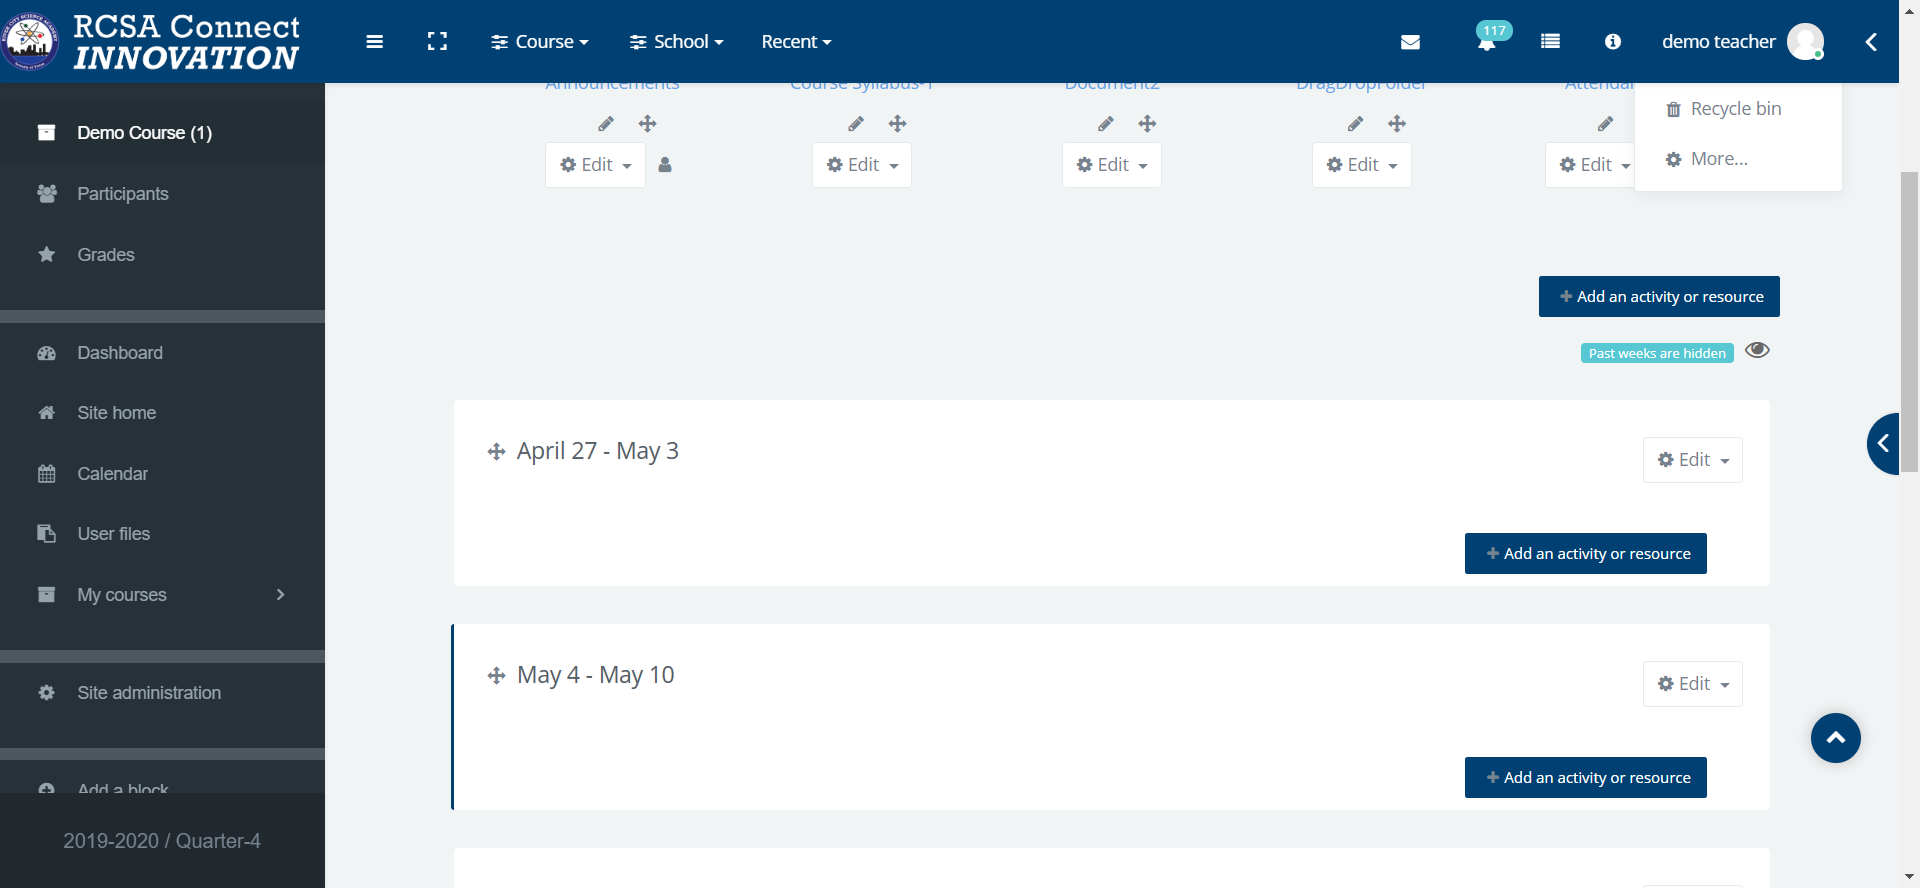 RCSA Connect
INNOVATION
Course
School
Recent
117
demo teacher
Demo Course (1)
Participants
Grades
Dashboard
Site home
Calendar
User files
My courses
Site administration
Add a block
2019-2020 / Quarter-4
Announcements
Course Syllabus-1
Document2
DragDropFolder
Edit
Edit
Edit
Edit
Edit
Recycle bin
More...
Add an activity or resource
Past weeks are hidden
April 27 - May 3
Edit
Add an activity or resource
May 4 - May 10
Edit
Add an activity or resource